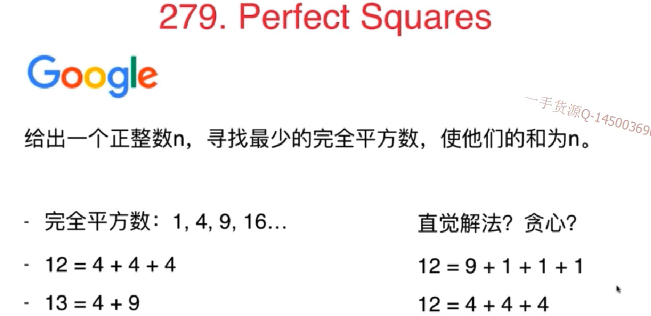 279. Perfect Squares
Google
一手货源Q-14500369
给出一个正整数n，寻找最少的完全平方数，使他们的和为n。
- 完全平方数：1, 4, 9, 16...
直觉解法？贪心？
- 12 = 4 + 4 + 4
12 = 9 + 1 + 1 + 1
- 13 = 4 + 9
12 = 4 + 4 + 4